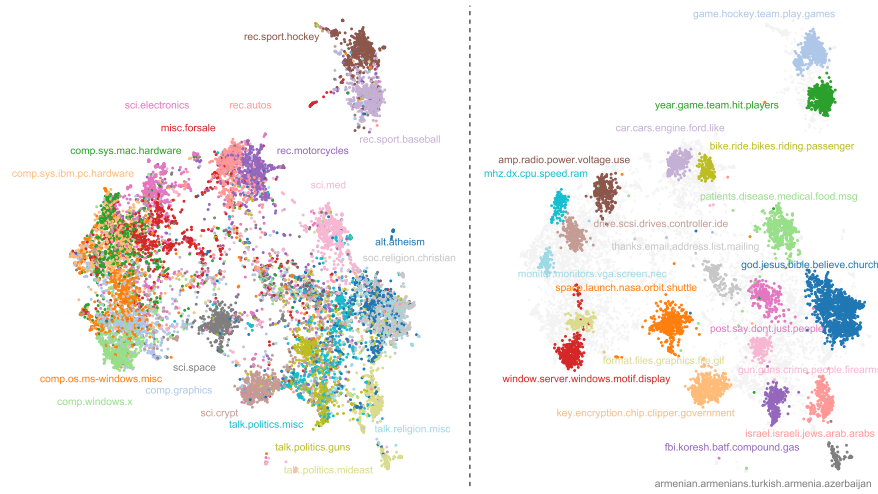 rec.sport.hockey
sci.electronics
rec.autos
misc.forsale
rec.sport.baseball
comp.sys.mac.hardware
rec.motorcycles
comp.sys.ibm.pc.hardware
sci.med
alt.atheism
soc.religion.christian
sci.space
comp.os.ms-windows.misc
comp.graphics
comp.windows.x
sci.crypt
talk.politics.misc
talk.religion.misc
talk.politics.guns
talk.politics.mideast
game.hockey.team.play.games
year.game.team.hit.players
car.cars.engine.ford.like
bike.ride.bikes.riding.passenger
amp.radio.power.voltage.use
mhz.dx,cpu.speed.ram
patients.disease.medical.food.msg
drive.scsi.drives.controller.ide
thanks.email.address.list.mailing
god.jesus.bible.believe.church
monitor.monitors.vga.screen.nec
space.launch.nasa.orbit.shuttle
post.say.dont.just.people
format.files.graphics.file.gif
gun.guns.crime.people.firearms
window.server.windows.motif.display
key.encryption.chip.clipper.government
israel.israeli.jews.arab.arabs
fbi.koresh.batf.compound.gas
armenian.armenians.turkish.armenia.azerbaijan